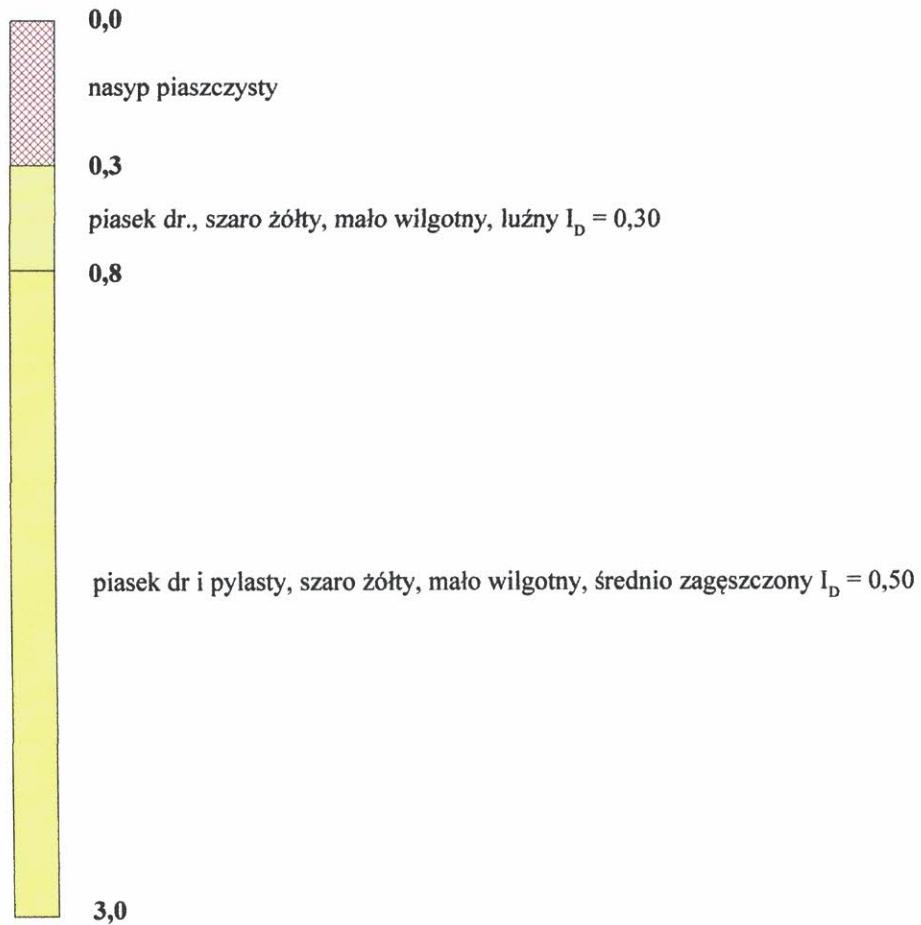 0,0
nasyp piaszczysty
0,3
piasek dr., szaro żółty, mało wilgotny, luźny I_D = 0,30
0,8
piasek dr i pylasty, szaro żółty, mało wilgotny, średnio zagęszczony I_D = 0,50
3,0